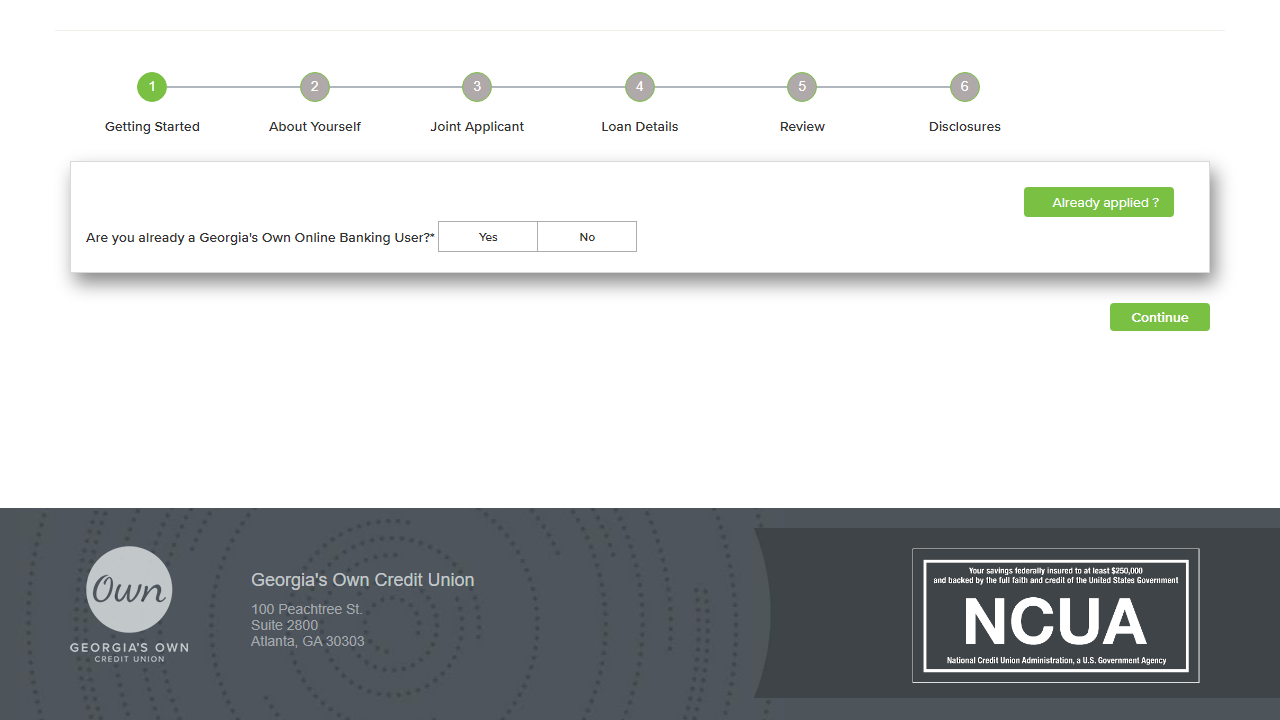 1 2 3 4 5 6
Getting Started About Yourself Joint Applicant Loan Details Review Disclosures
Already applied ?
Are you already a Georgia's Own Online Banking User?* Yes No
Continue
Own
GEORGIA'S OWN
CREDIT UNION
Georgia's Own Credit Union
100 Peachtree St.
Suite 2800
Atlanta, GA 30303
Your savings federally insured to at least $250,000
and backed by the full faith and credit of the United States Government
NCUA
National Credit Union Administration, a U.S. Government Agency